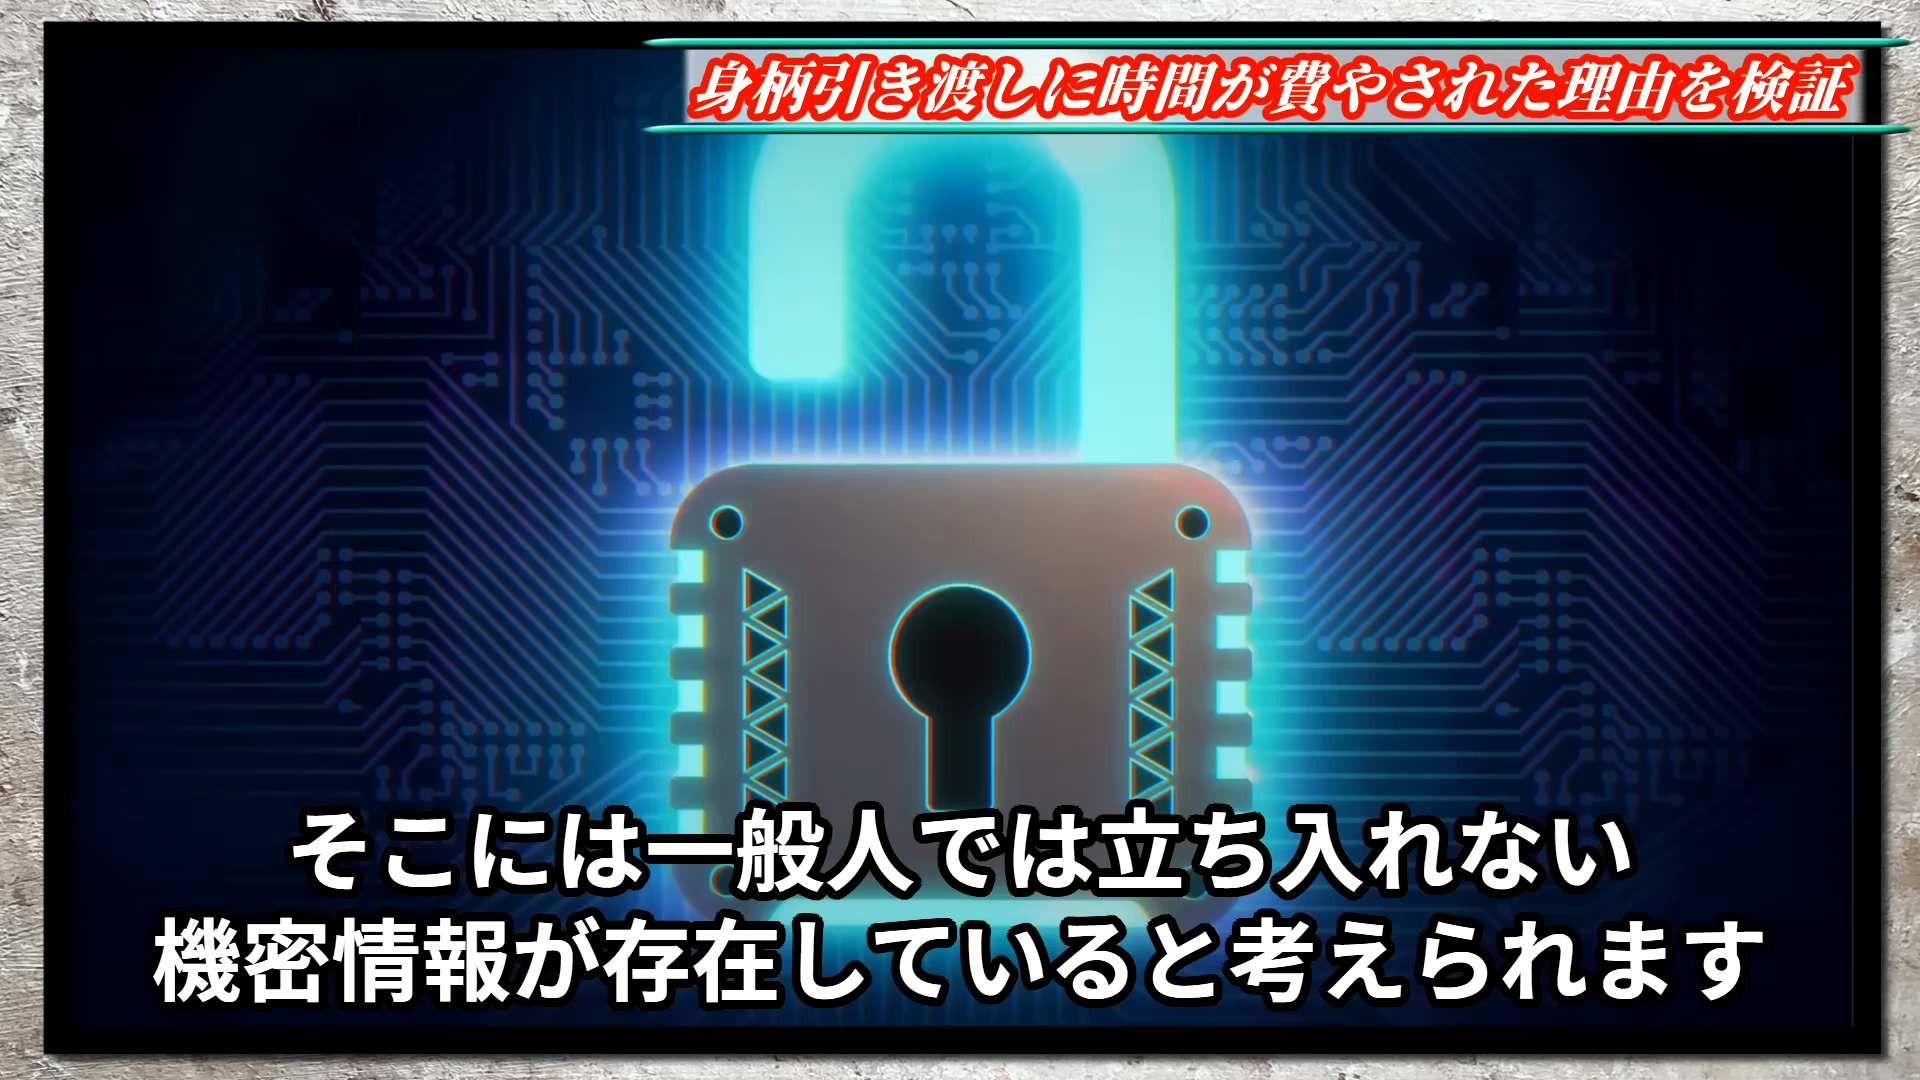 身柄引き渡しに時間が費やされた理由を検証
そこには一般人では立ち入れない
機密情報が存在していると考えられます